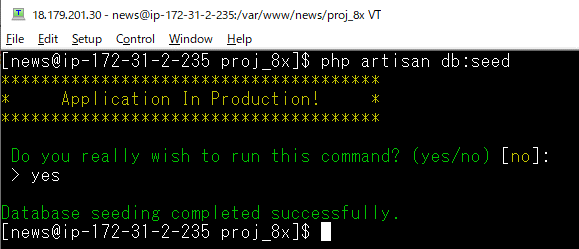 18.179.201.30 - news@ip-172-31-2-235:/var/www/news/proj_8x VT
File Edit Setup Control Window Help
[news@ip-172-31-2-235 proj_8x]$ php artisan db:seed
**************************************
*     Application In Production!     *
**************************************
Do you really wish to run this command? (yes/no) [no]:
> yes
Database seeding completed successfully.
[news@ip-172-31-2-235 proj_8x]$